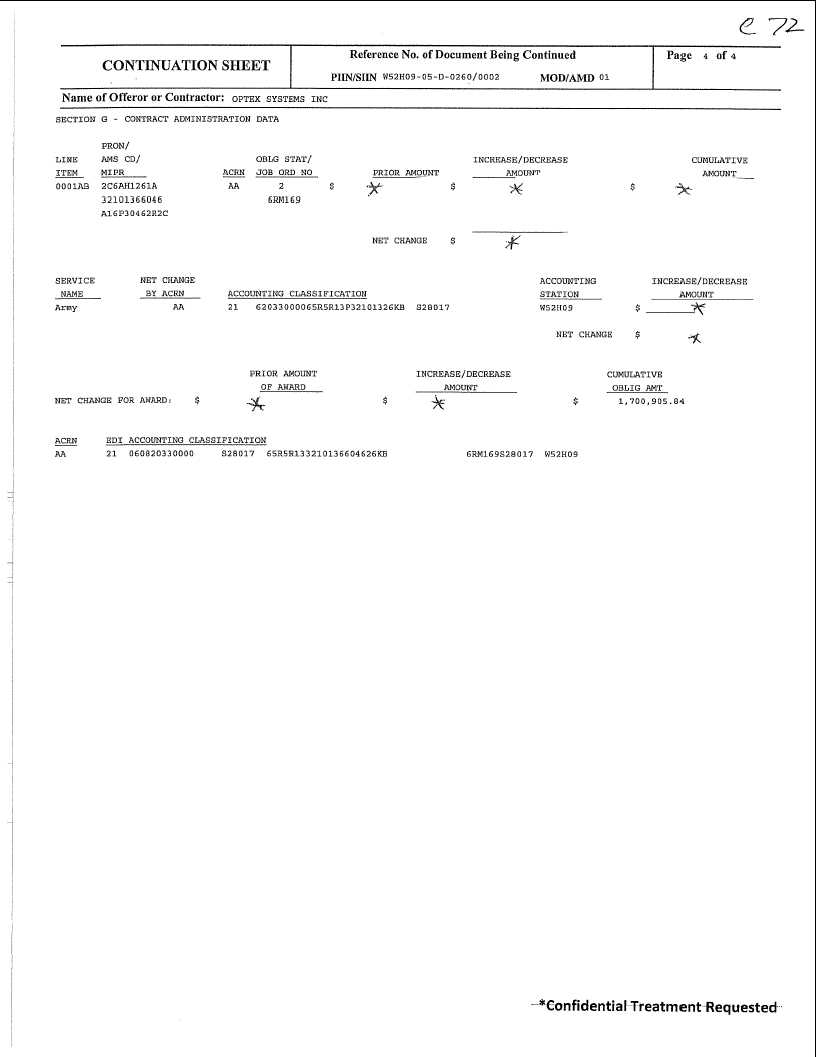 C 72
CONTINUATION SHEET
Reference No. of Document Being Continued
PIIN/SIIN W52H09-05-D-0260/0002 MOD/AMD 01
Page 4 of 4
Name of Offeror or Contractor: OPTEX SYSTEMS INC
SECTION G - CONTRACT ADMINISTRATION DATA
PRON/
LINE AMS CD/ OBLG STAT/ INCREASE/DECREASE CUMULATIVE
ITEM MIPR ACRN JOB ORD NO PRIOR AMOUNT AMOUNT AMOUNT
0001AB 2C6AH1261A AA 2 $ * $ * $ *
32101366046 6RM169
A16P30462R2C
NET CHANGE $ *
SERVICE NET CHANGE ACCOUNTING INCREASE/DECREASE
NAME BY ACRN ACCOUNTING CLASSIFICATION STATION AMOUNT
Army AA 21 62033000065R5R13P32101326KB S28017 W52H09 $ *
NET CHANGE $ *
PRIOR AMOUNT INCREASE/DECREASE CUMULATIVE
OF AWARD AMOUNT OBLIG AMT
NET CHANGE FOR AWARD: $ * $ * $ 1,700,905.84
ACRN EDI ACCOUNTING CLASSIFICATION
AA 21 060820330000 S28017 65R5R133210136604626KB 6RM169S28017 W52H09
*Confidential Treatment Requested